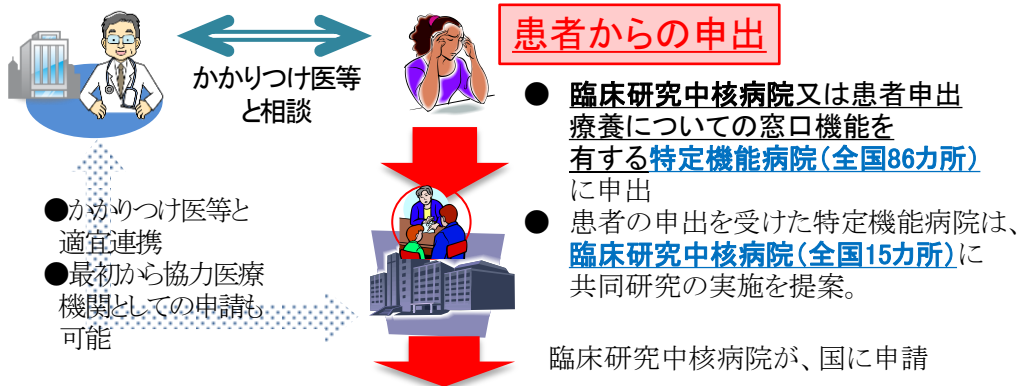 患者からの申出
かかりつけ医等
と相談
● 臨床研究中核病院又は患者申出
療養についての窓口機能を
有する特定機能病院(全国86カ所)
に申出
● 患者の申出を受けた特定機能病院は、
臨床研究中核病院(全国15カ所)に
共同研究の実施を提案。
●かかりつけ医等と
適宜連携
●最初から協力医療
機関としての申請も
可能
臨床研究中核病院が、国に申請